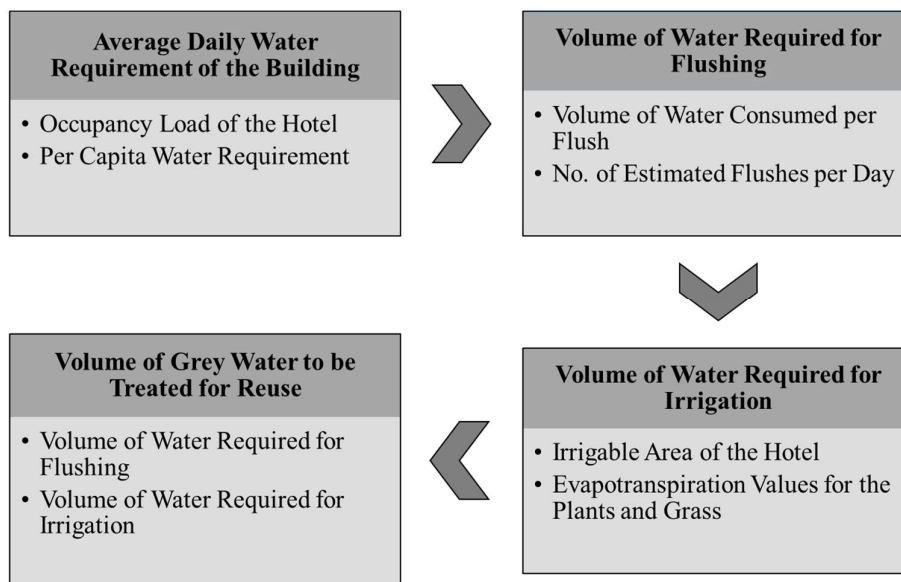 Average Daily Water
Requirement of the Building
• Occupancy Load of the Hotel
• Per Capita Water Requirement
Volume of Water Required for
Flushing
• Volume of Water Consumed per
Flush
• No. of Estimated Flushes per Day
Volume of Water Required for
Irrigation
• Irrigable Area of the Hotel
• Evapotranspiration Values for the
Plants and Grass
Volume of Grey Water to be
Treated for Reuse
• Volume of Water Required for
Flushing
• Volume of Water Required for
Irrigation